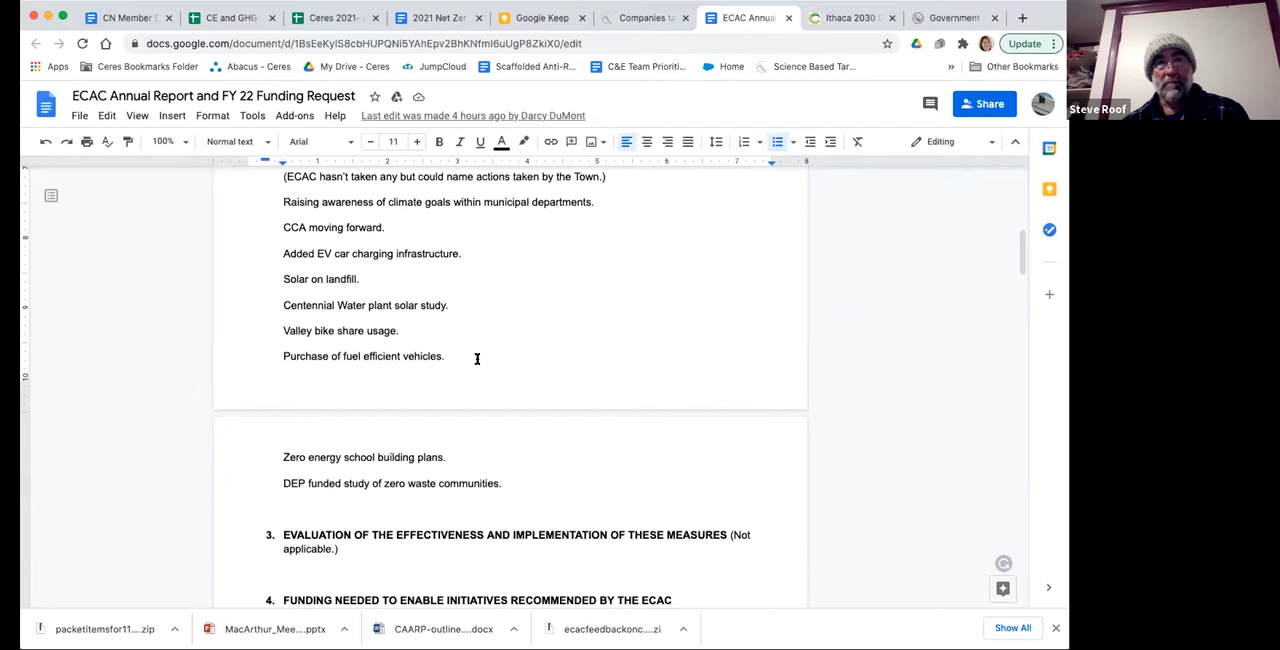 CN Member D
CE and GHG
Ceres 2021-
2021 Net Zer
Google Keep
Companies ta
ECAC Annual
Ithaca 2030 D
Government
docs.google.com/document/d/1BsEeKyIS8cbHUPQNi5YAhEpv2BhKNfmI6uUgP8ZkiX0/edit
Update
Apps
Ceres Bookmarks Folder
Abacus - Ceres
My Drive - Ceres
JumpCloud
Scaffolded Anti-R...
C&E Team Prioriti...
Home
Science Based Tar...
»
Other Bookmarks
Steve Roof
ECAC Annual Report and FY 22 Funding Request
File Edit View Insert Format Tools Add-ons Help Last edit was made 4 hours ago by Darcy DuMont
Share
100% Normal text Arial 11 B I U A Editing
1 2 3 4 5 6 7 8
(ECAC hasn't taken any but could name actions taken by the Town.)
Raising awareness of climate goals within municipal departments.
CCA moving forward.
Added EV car charging infrastructure.
Solar on landfill.
Centennial Water plant solar study.
Valley bike share usage.
Purchase of fuel efficient vehicles.
Zero energy school building plans.
DEP funded study of zero waste communities.
3. EVALUATION OF THE EFFECTIVENESS AND IMPLEMENTATION OF THESE MEASURES (Not
applicable.)
4. FUNDING NEEDED TO ENABLE INITIATIVES RECOMMENDED BY THE ECAC
packetitemsfor11....zip
MacArthur_Mee....pptx
CAARP-outline....docx
ecacfeedbackonc....zi
Show All